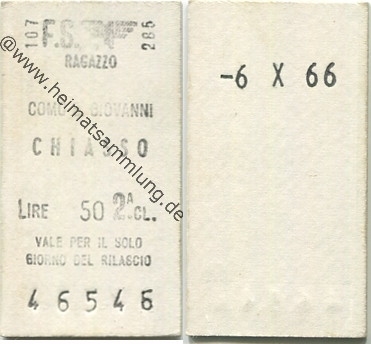 107 F.S. 285
RAGAZZO
COMO GIOVANNI
CHIASSO
LIRE 50 2.A CL.
VALE PER IL SOLO
GIORNO DEL RILASCIO
46546
-6 X 66
@www.heimatsammlung.de